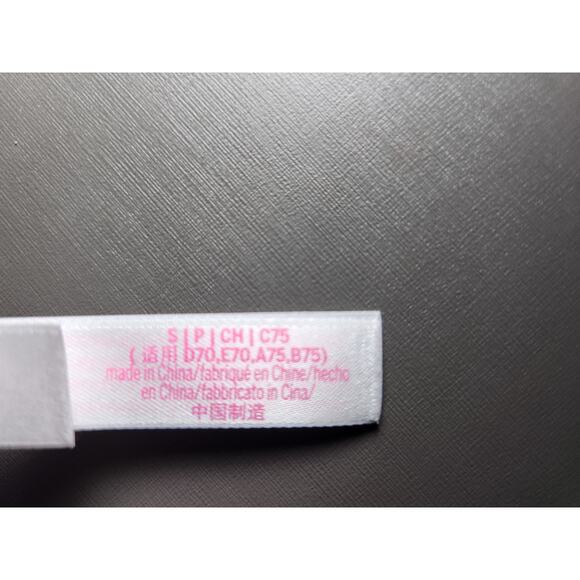 S | P | CH | C75
( 适用 D70,E70,A75,B75)
made in China/fabriqué en Chine/hecho
en China/fabbricato in Cina/
中国制造